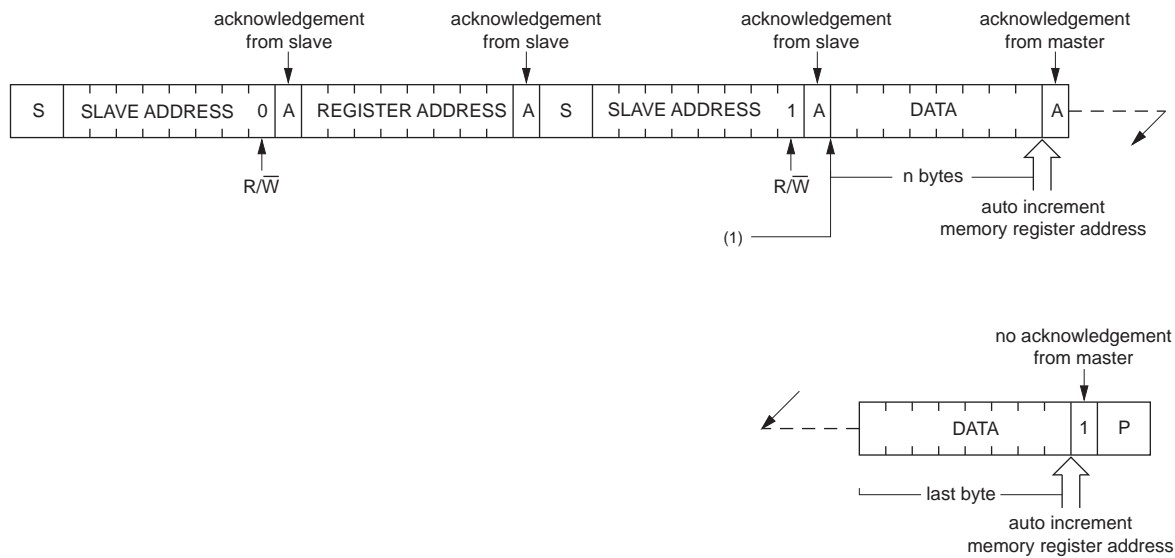 acknowledgement
from slave
acknowledgement
from slave
acknowledgement
from slave
acknowledgement
from master
S SLAVE ADDRESS 0 A REGISTER ADDRESS A S SLAVE ADDRESS 1 A DATA A
R/W̅
R/W̅
n bytes
(1)
auto increment
memory register address
no acknowledgement
from master
DATA 1 P
last byte
auto increment
memory register address